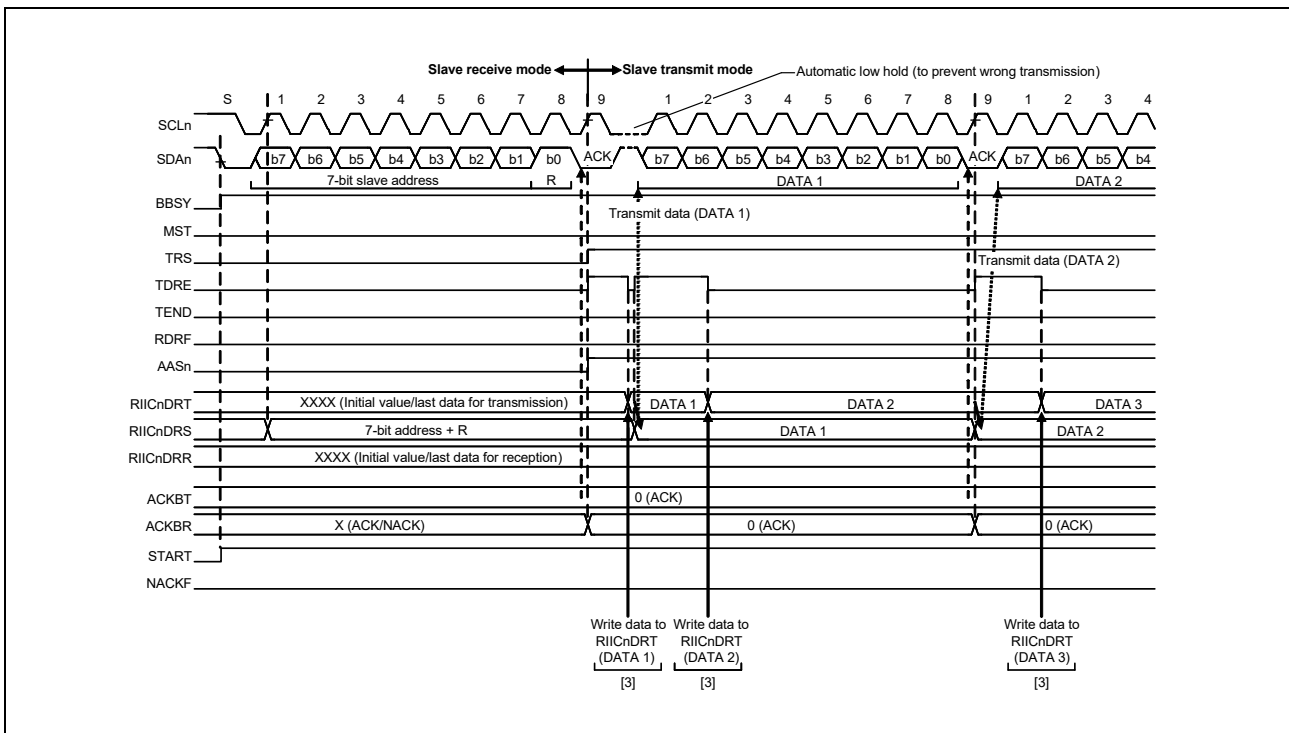 Slave receive mode Slave transmit mode Automatic low hold (to prevent wrong transmission)
S 1 2 3 4 5 6 7 8 9 1 2 3 4 5 6 7 8 9 1 2 3 4
SCLn
SDAn b7 b6 b5 b4 b3 b2 b1 b0 ACK b7 b6 b5 b4 b3 b2 b1 b0 ACK b7 b6 b5 b4
7-bit slave address R DATA 1 DATA 2
BBSY
Transmit data (DATA 1)
MST
TRS
Transmit data (DATA 2)
TDRE
TEND
RDRF
AASn
RIICnDRT XXXX (Initial value/last data for transmission) DATA 1 DATA 2 DATA 3
RIICnDRS 7-bit address + R DATA 1 DATA 2
RIICnDRR XXXX (Initial value/last data for reception)
ACKBT 0 (ACK)
ACKBR X (ACK/NACK) 0 (ACK) 0 (ACK)
START
NACKF
Write data to Write data to Write data to
RIICnDRT RIICnDRT RIICnDRT
(DATA 1) (DATA 2) (DATA 3)
[3] [3] [3]